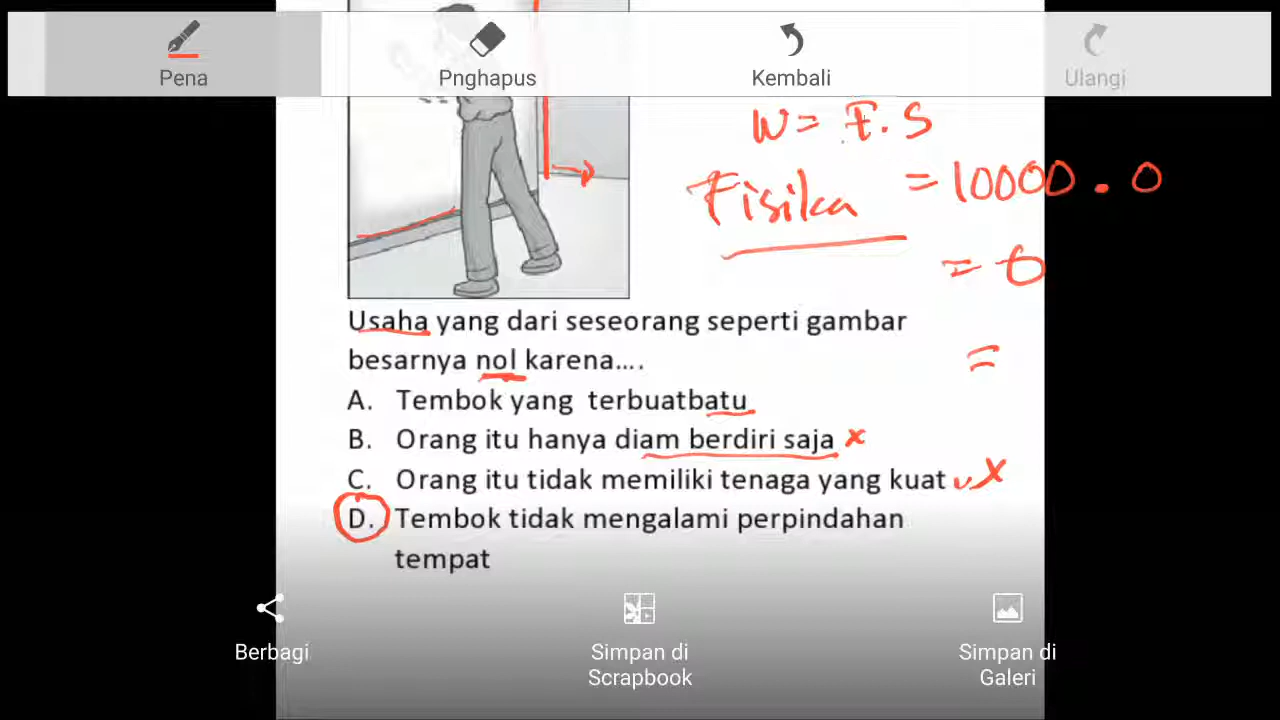 Pena
Pnghapus
Kembali
Ulangi
W = F . S
= 10000 . 0
Fisika
= 0
=
Usaha yang dari seseorang seperti gambar
besarnya nol karena....
A. Tembok yang terbuatbatu
B. Orang itu hanya diam berdiri saja x
C. Orang itu tidak memiliki tenaga yang kuat x
D. Tembok tidak mengalami perpindahan
tempat
Berbagi
Simpan di
Scrapbook
Simpan di
Galeri